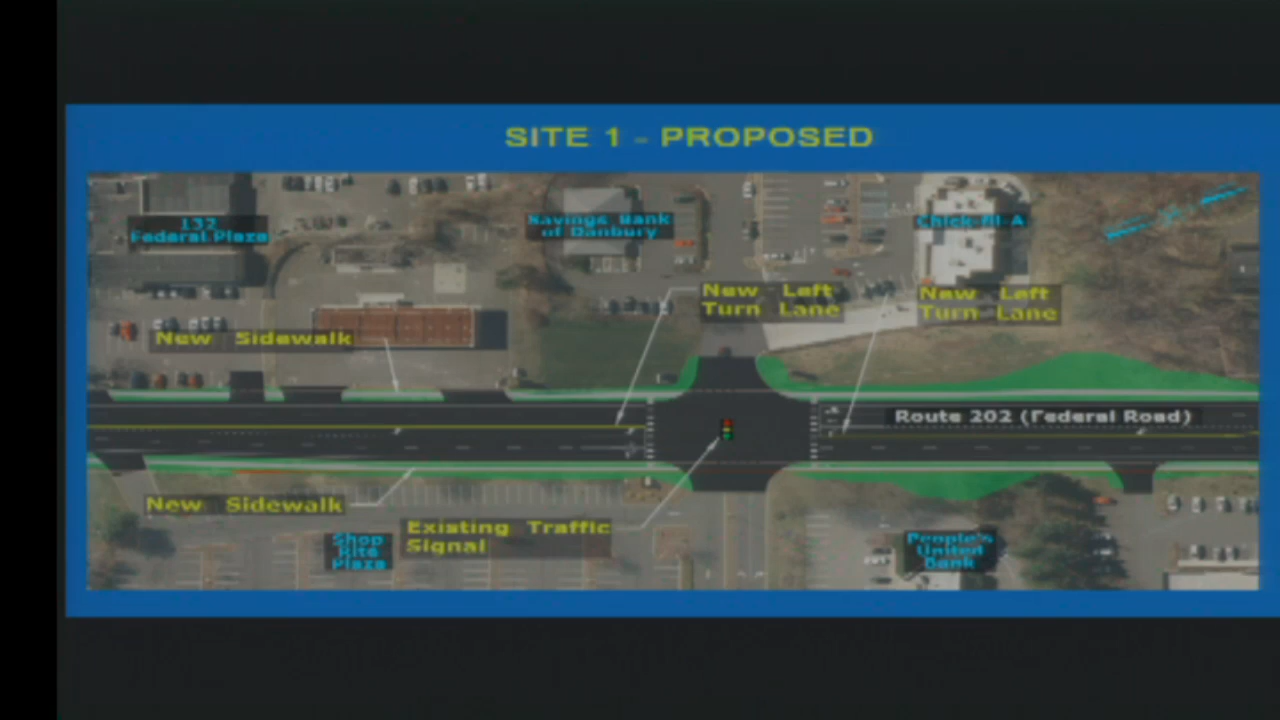 SITE 1 - PROPOSED
132
Federal Plaza
Savings Bank
of Danbury
Chick-fil-A
New Left
Turn Lane
New Left
Turn Lane
New Sidewalk
Route 202 (Federal Road)
New Sidewalk
Existing Traffic
Signal
Shop
Rite
Plaza
People's
United
Bank